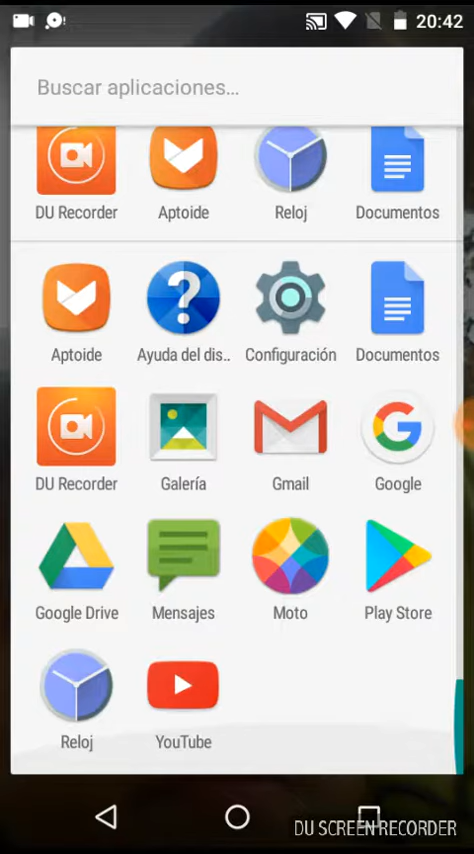 20:42
Buscar aplicaciones...
DU Recorder Aptoide Reloj Documentos
Aptoide Ayuda del dis.. Configuración Documentos
DU Recorder Galería Gmail Google
Google Drive Mensajes Moto Play Store
Reloj YouTube
DU SCREEN RECORDER